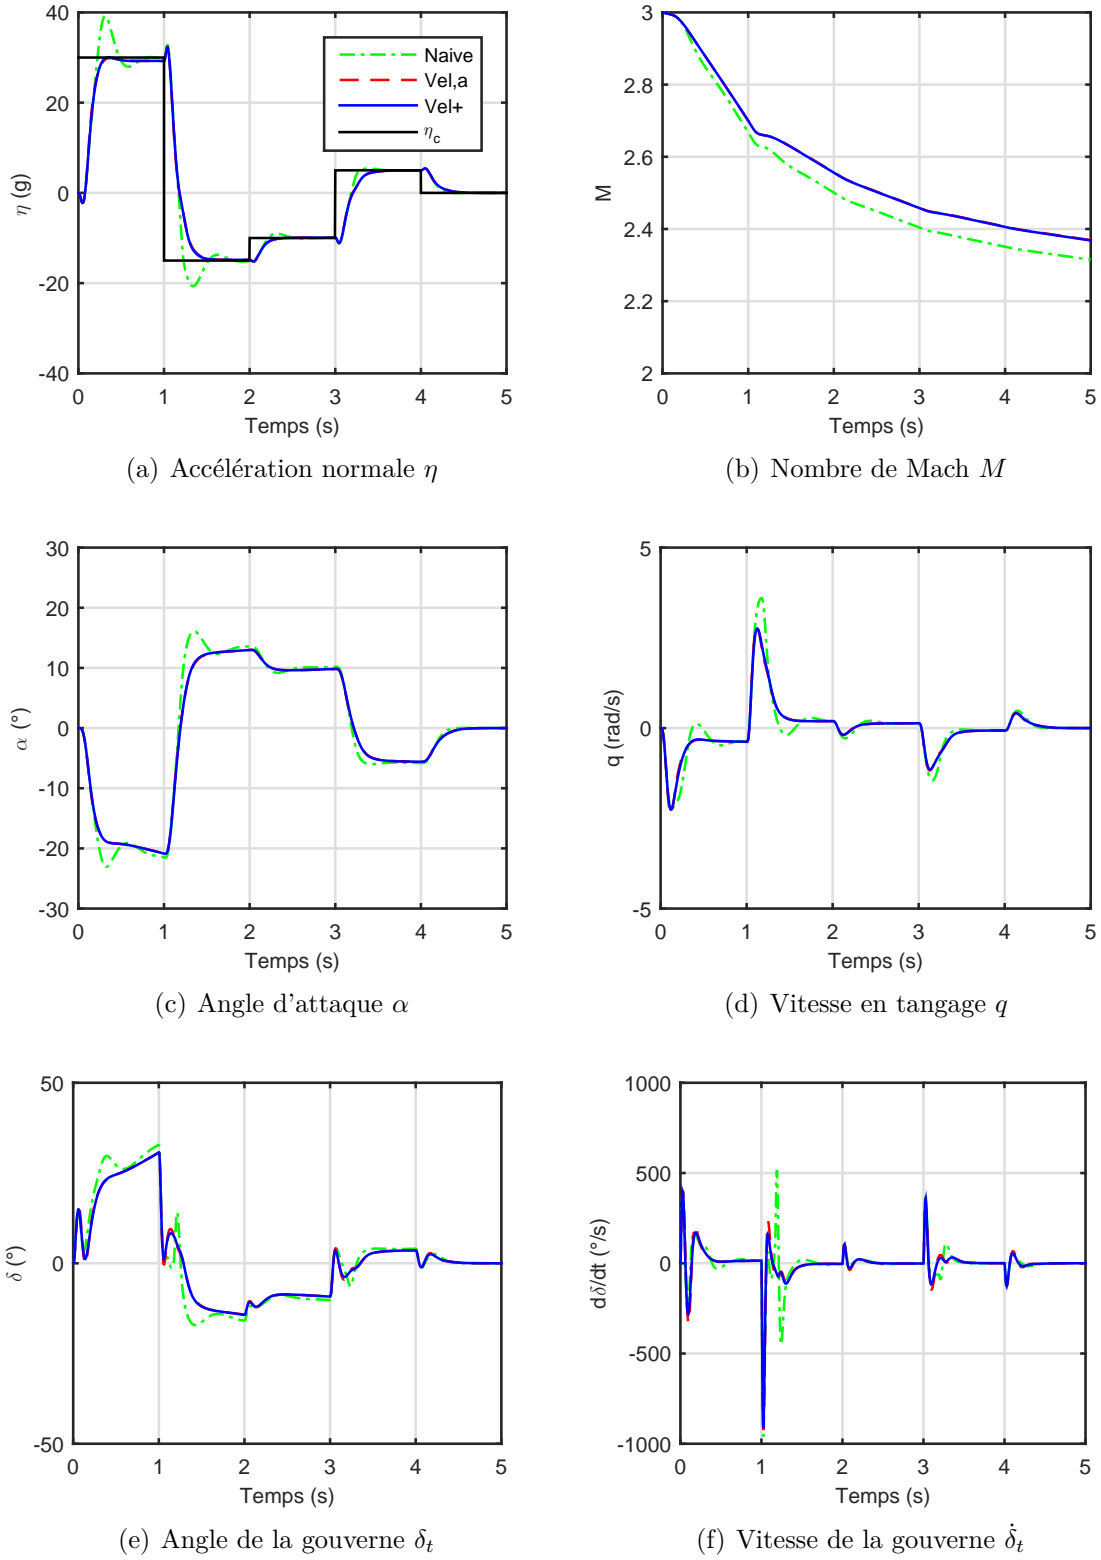 40
20
0
-20
-40
η (g)
0 1 2 3 4 5
Temps (s)
Naive
Vel,a
Vel+
η_c
(a) Accélération normale η
3
2.8
2.6
2.4
2.2
2
M
0 1 2 3 4 5
Temps (s)
(b) Nombre de Mach M
30
20
10
0
-10
-20
-30
α (°)
0 1 2 3 4 5
Temps (s)
(c) Angle d'attaque α
5
0
-5
q (rad/s)
0 1 2 3 4 5
Temps (s)
(d) Vitesse en tangage q
50
0
-50
δ (°)
0 1 2 3 4 5
Temps (s)
(e) Angle de la gouverne δ_t
1000
500
0
-500
-1000
dδ/dt (°/s)
0 1 2 3 4 5
Temps (s)
(f) Vitesse de la gouverne δ̇_t